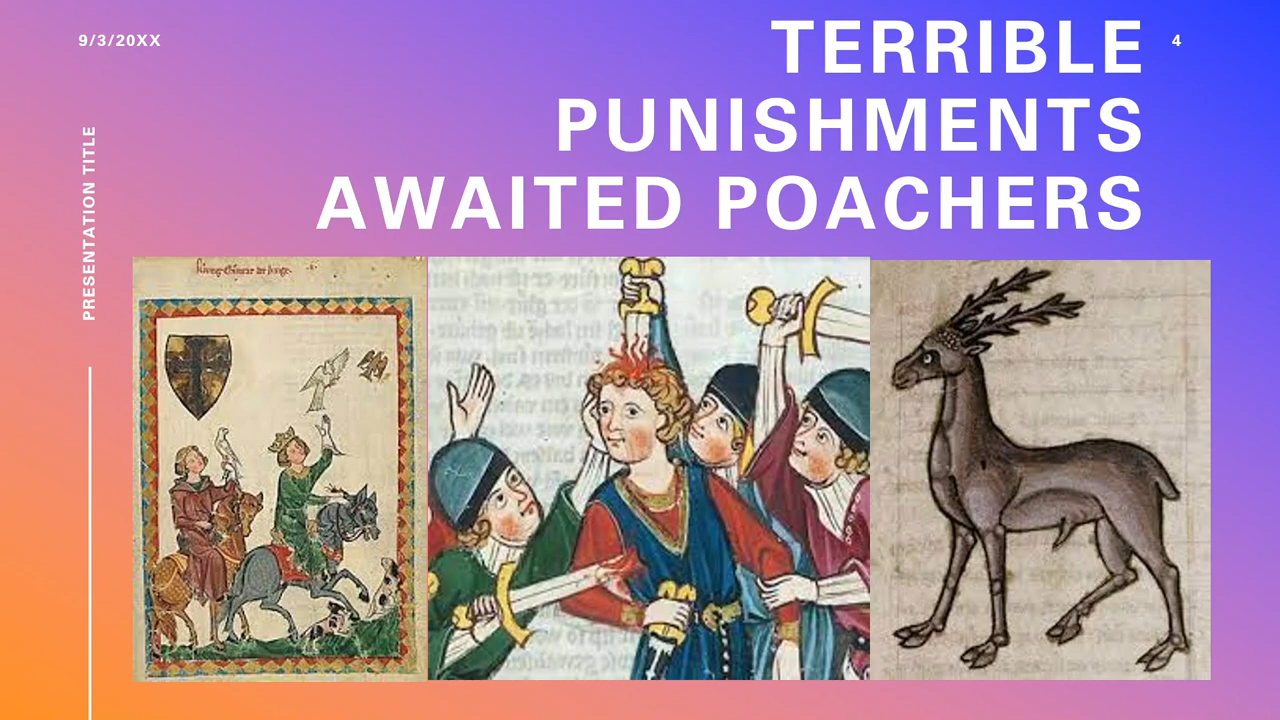 9/3/20XX
TERRIBLE
PUNISHMENTS
AWAITED POACHERS
4
PRESENTATION TITLE